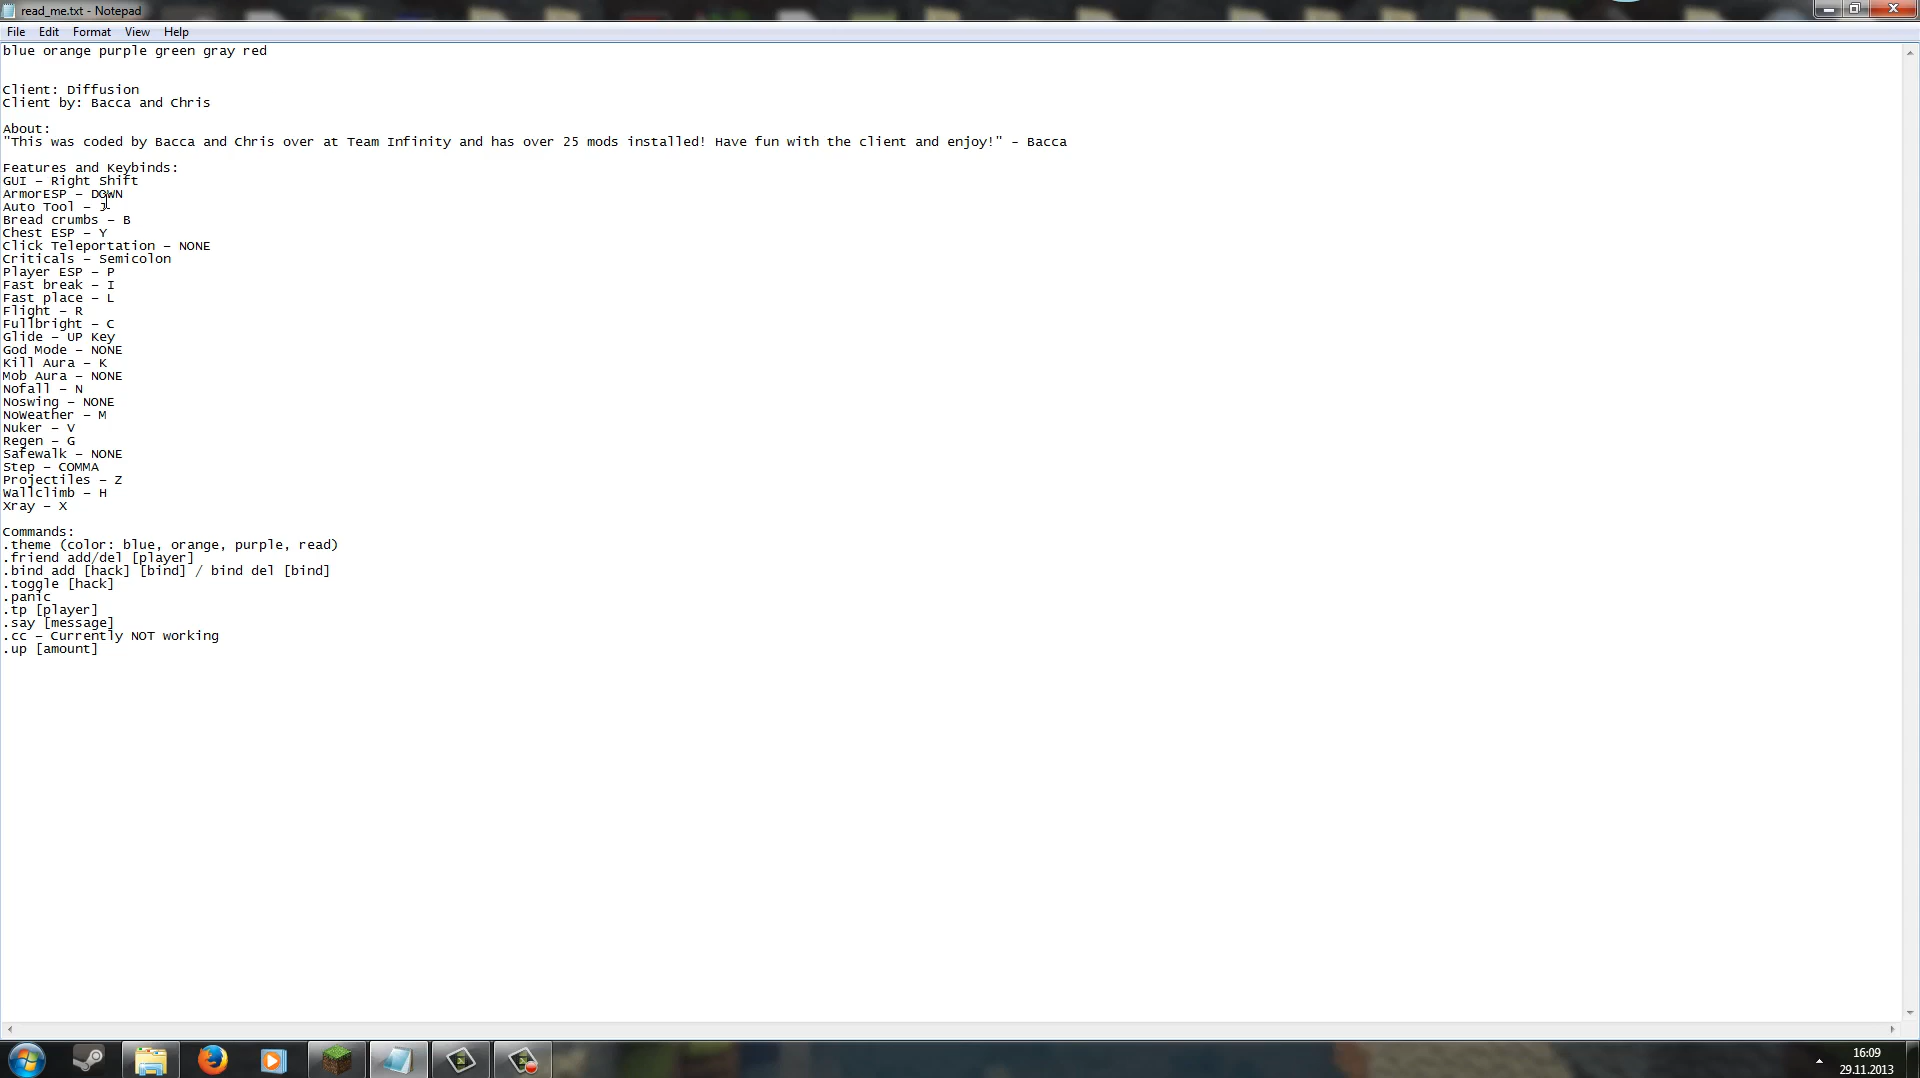 read_me.txt - Notepad
File Edit Format View Help
blue orange purple green gray red
Client: Diffusion
Client by: Bacca and Chris
About:
"This was coded by Bacca and Chris over at Team Infinity and has over 25 mods installed! Have fun with the client and enjoy!" - Bacca
Features and Keybinds:
GUI - Right Shift
ArmorESP - DOWN
Auto Tool - J
Bread crumbs - B
Chest ESP - Y
Click Teleportation - NONE
Criticals - Semicolon
Player ESP - P
Fast break - I
Fast place - L
Flight - R
Fullbright - C
Glide - UP Key
God Mode - NONE
Kill Aura - K
Mob Aura - NONE
Nofall - N
Noswing - NONE
NoWeather - M
Nuker - V
Regen - G
Safewalk - NONE
Step - COMMA
Projectiles - Z
Wallclimb - H
Xray - X
Commands:
.theme (color: blue, orange, purple, read)
.friend add/del [player]
.bind add [hack] [bind] / bind del [bind]
.toggle [hack]
.panic
.tp [player]
.say [message]
.cc - Currently NOT working
.up [amount]
16:09
29.11.2013